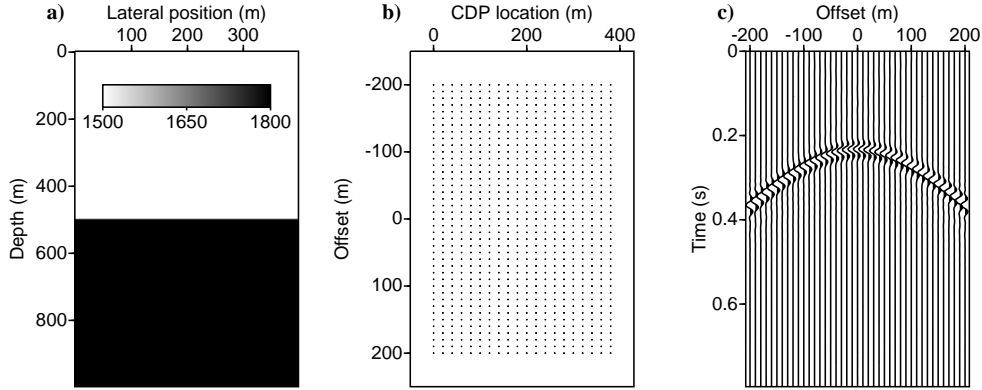 a)
Lateral position (m)
100 200 300
0
200
400
600
800
Depth (m)
1500 1650 1800
b)
CDP location (m)
0 200 400
-200
-100
0
100
200
Offset (m)
c)
Offset (m)
-200 -100 0 100 200
0
0.2
0.4
0.6
Time (s)